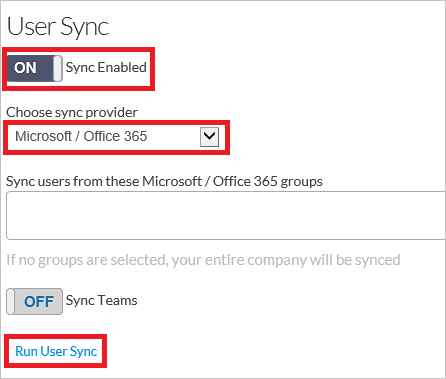 User Sync
ON Sync Enabled
Choose sync provider
Microsoft / Office 365
Sync users from these Microsoft / Office 365 groups
If no groups are selected, your entire company will be synced
OFF Sync Teams
Run User Sync